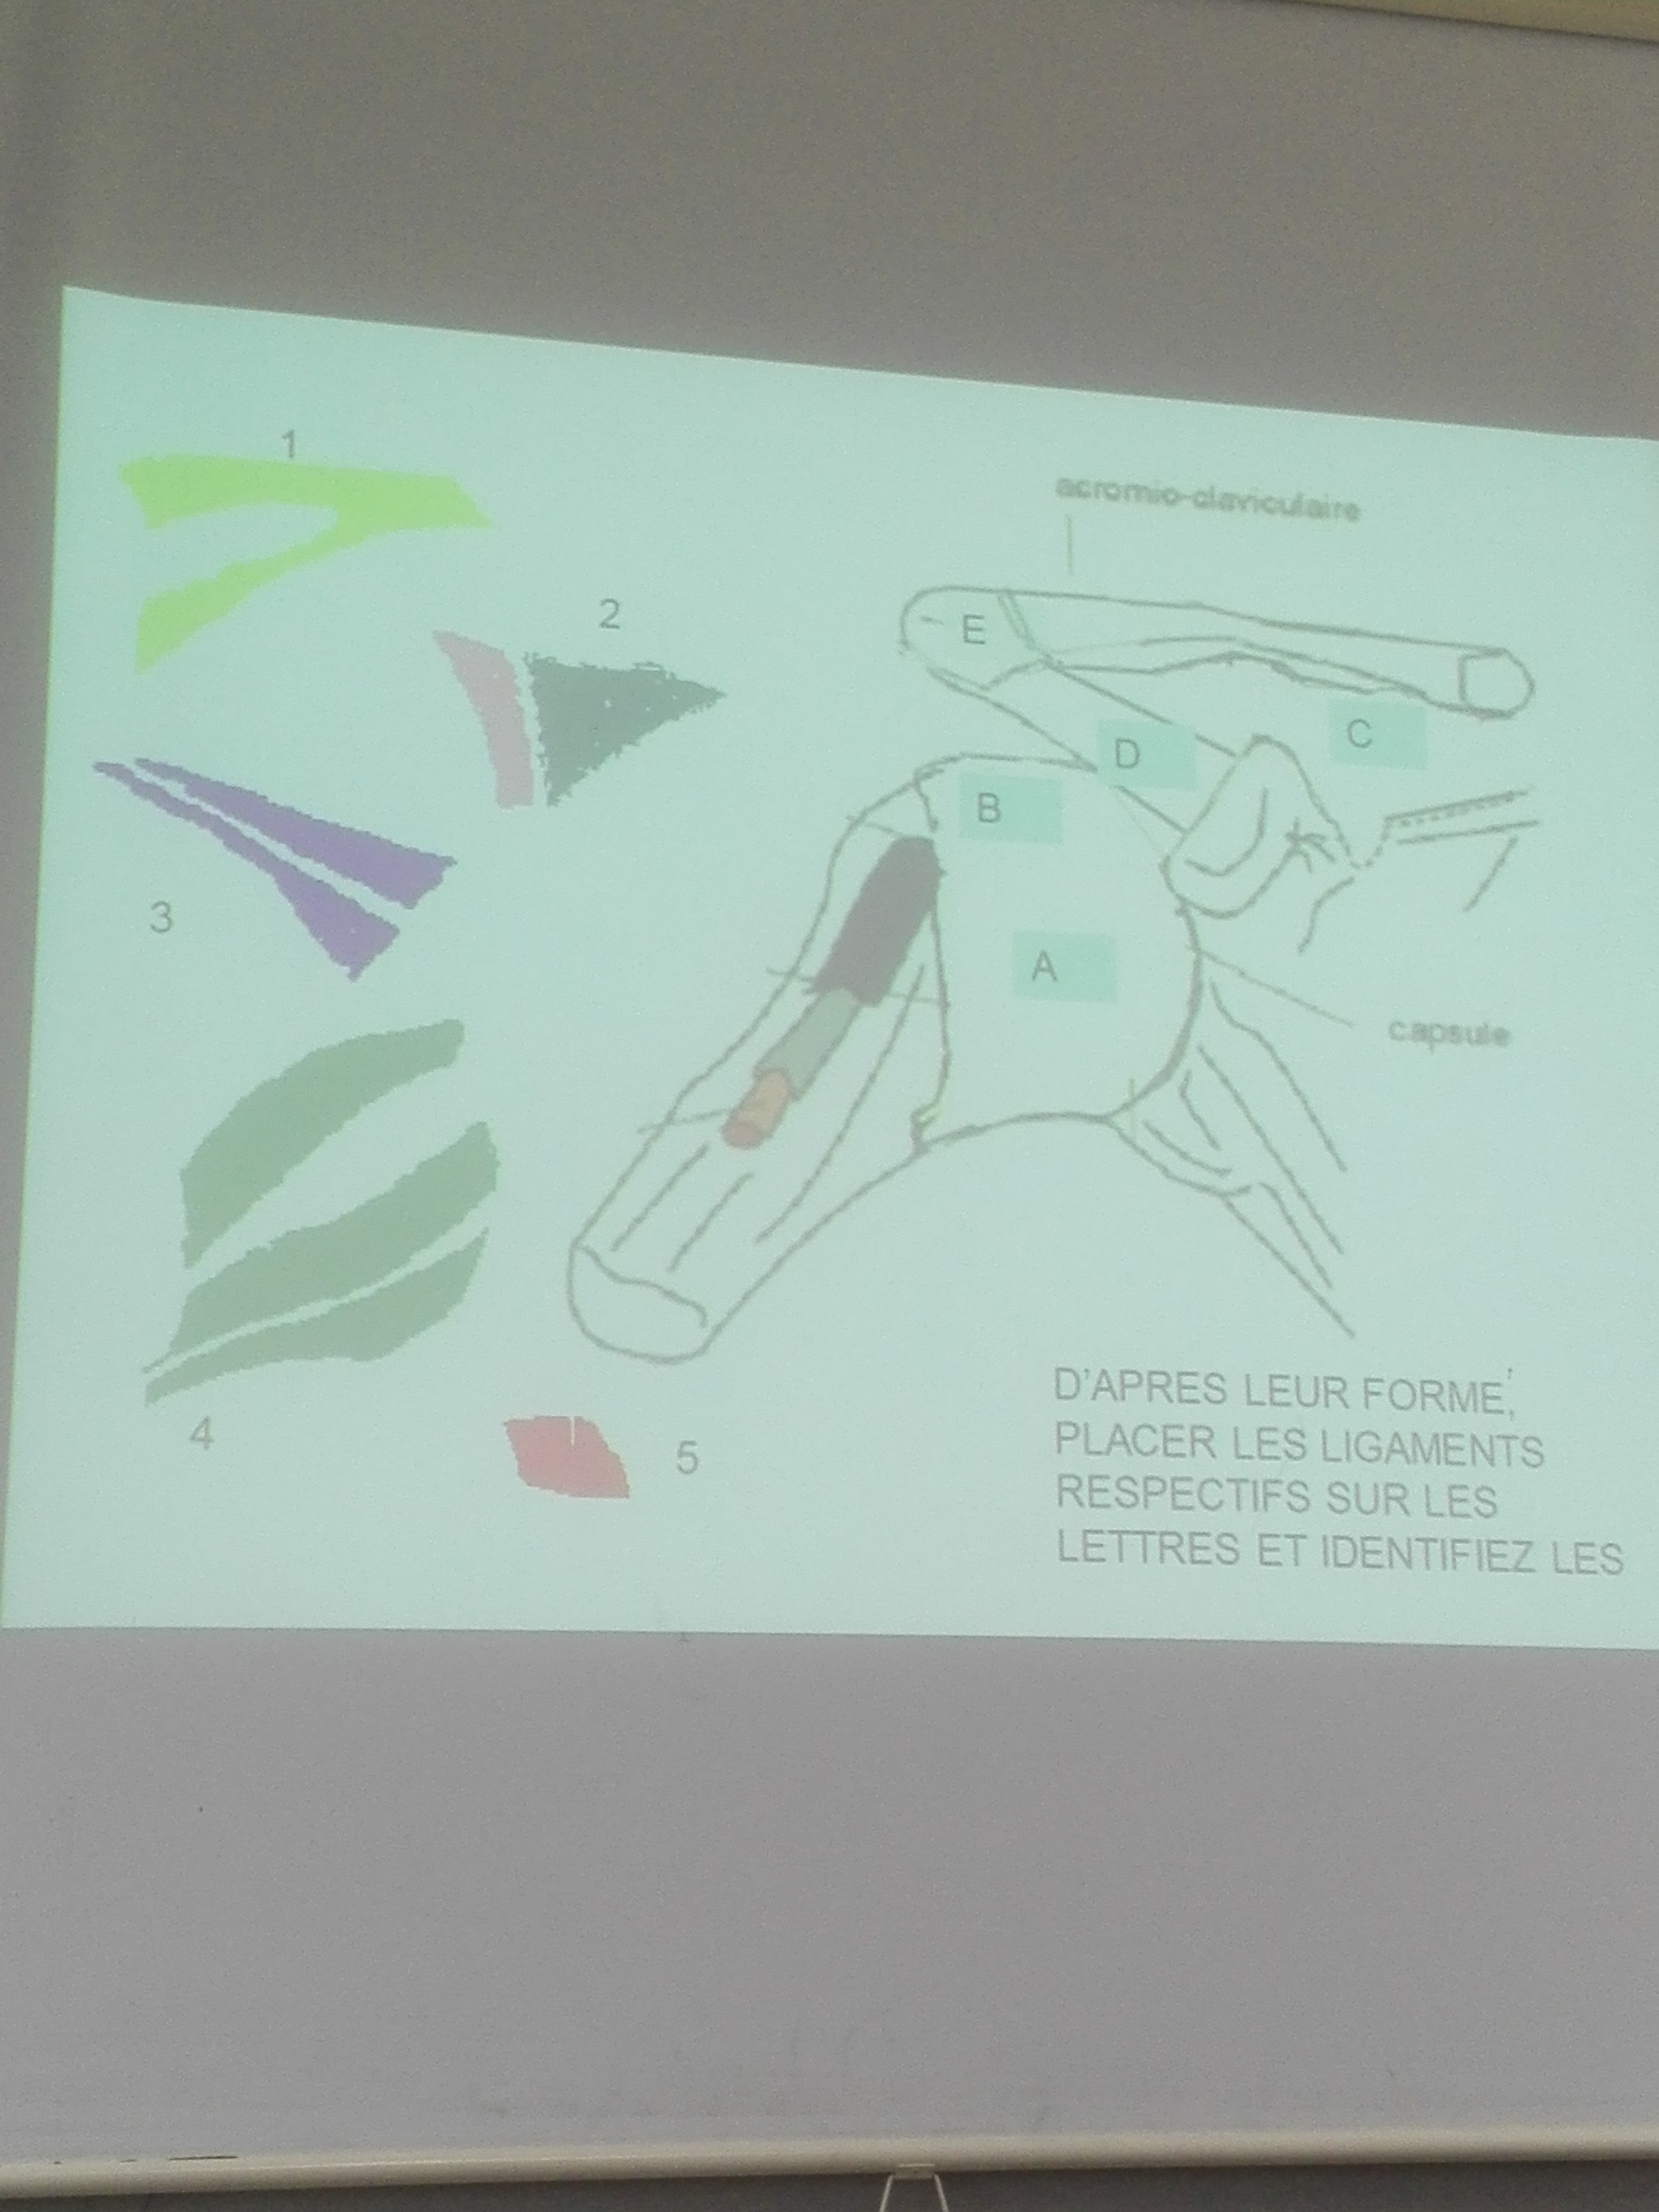 1
acromio-claviculaire
2
E
C
D
B
3
A
capsule
D'APRES LEUR FORME,
PLACER LES LIGAMENTS
4
5
RESPECTIFS SUR LES
LETTRES ET IDENTIFIEZ LES